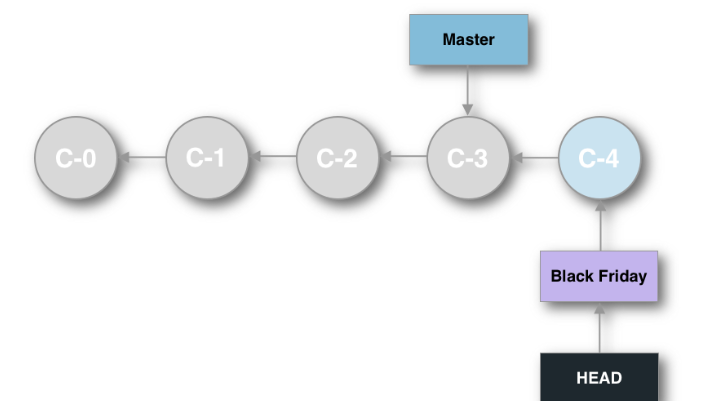 Master
C-0
C-1
C-2
C-3
C-4
Black Friday
HEAD